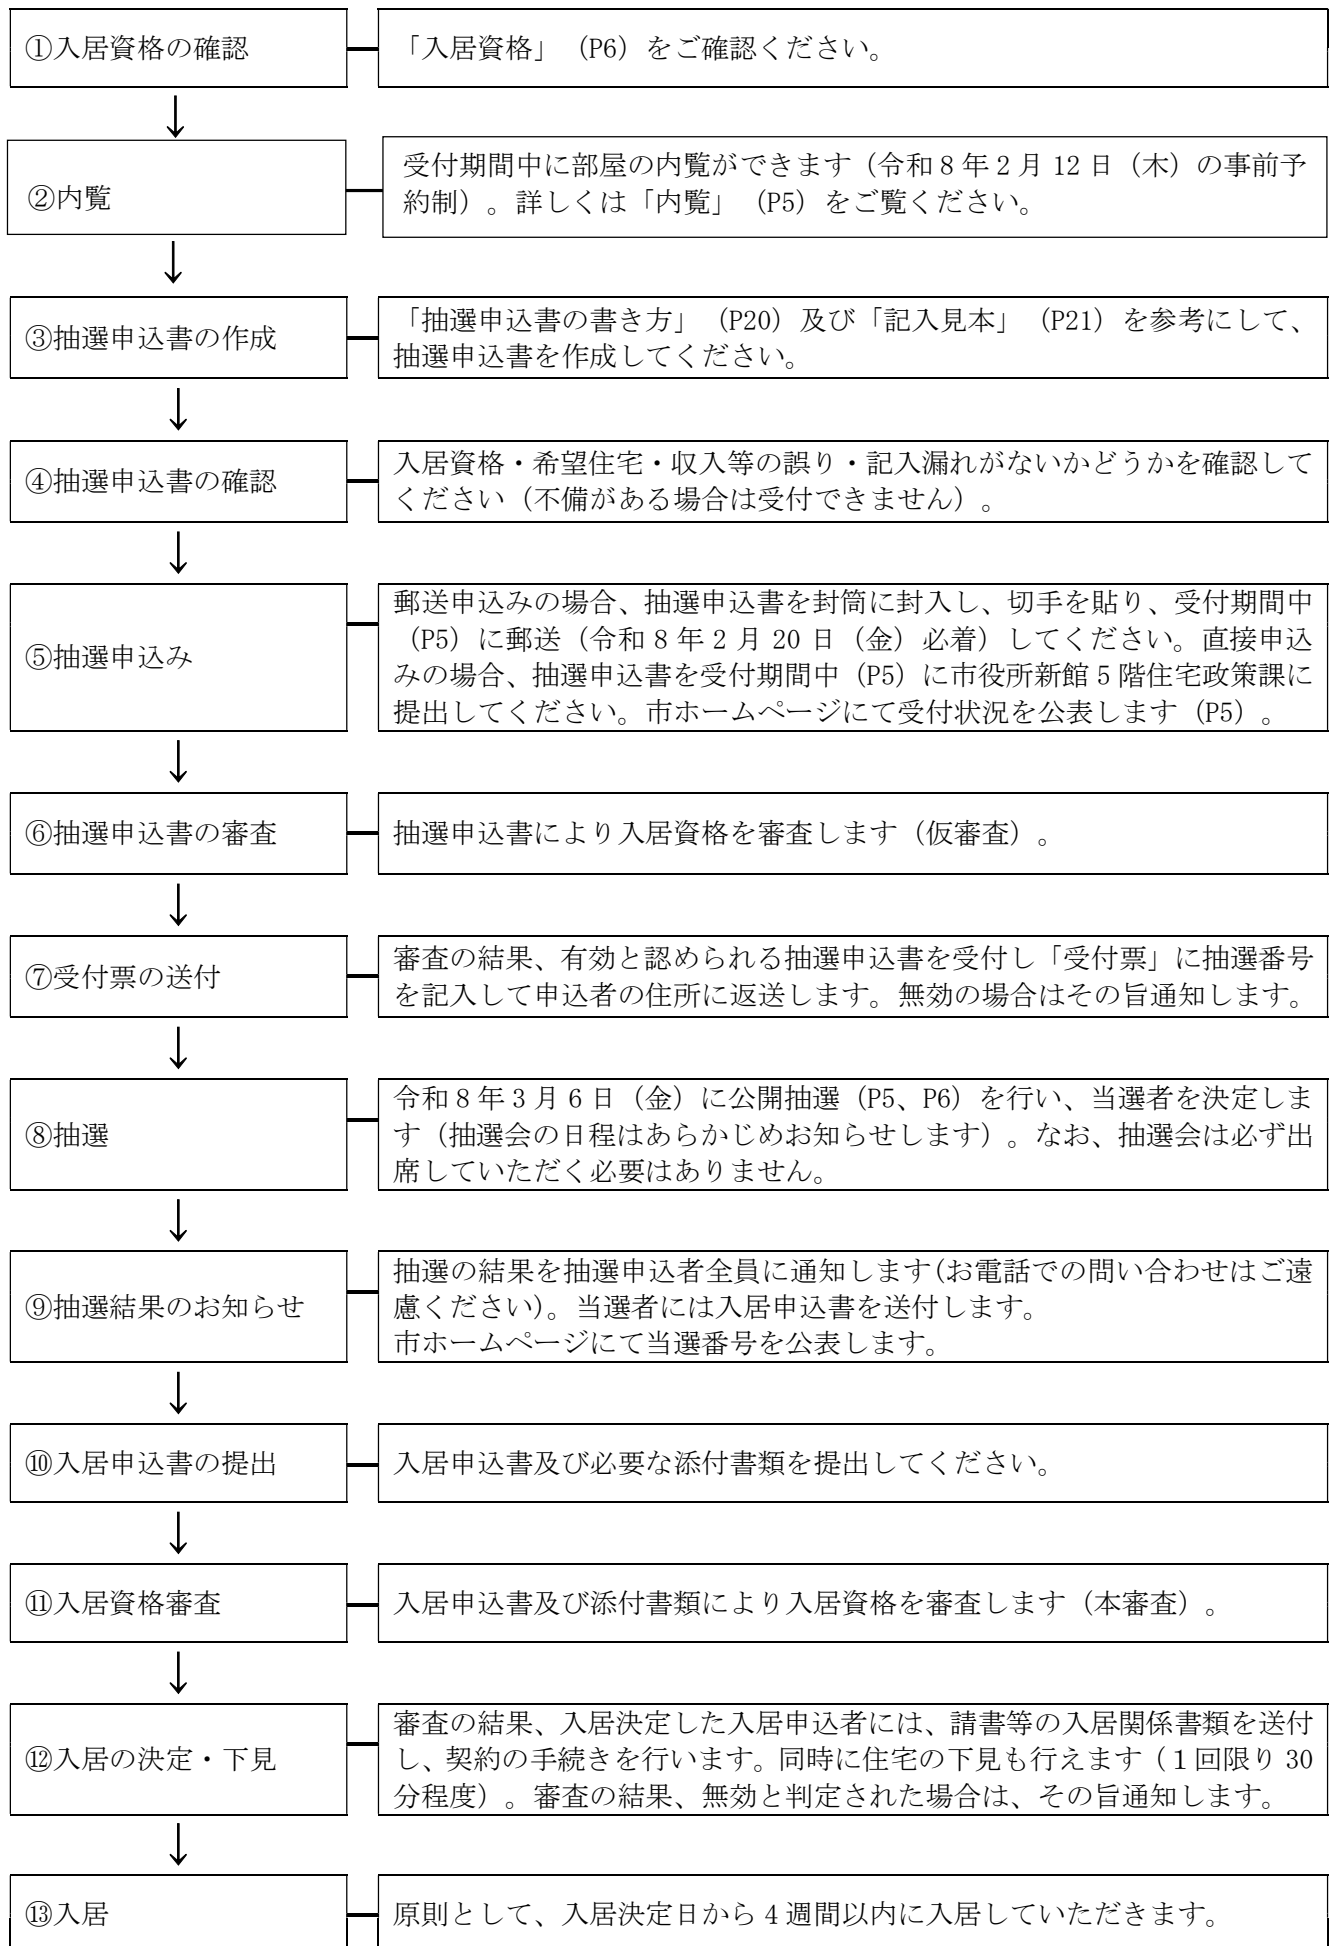 ①入居資格の確認
「入居資格」（P6）をご確認ください。
②内覧
受付期間中に部屋の内覧ができます（令和８年２月 12 日（木）の事前予
約制）。詳しくは「内覧」（P5）をご覧ください。
③抽選申込書の作成
「抽選申込書の書き方」（P20）及び「記入見本」（P21）を参考にして、
抽選申込書を作成してください。
④抽選申込書の確認
入居資格・希望住宅・収入等の誤り・記入漏れがないかどうかを確認して
ください（不備がある場合は受付できません）。
⑤抽選申込み
郵送申込みの場合、抽選申込書を封筒に封入し、切手を貼り、受付期間中
（P5）に郵送（令和８年２月 20 日（金）必着）してください。直接申込
みの場合、抽選申込書を受付期間中（P5）に市役所新館５階住宅政策課に
提出してください。市ホームページにて受付状況を公表します（P5）。
⑥抽選申込書の審査
抽選申込書により入居資格を審査します（仮審査）。
⑦受付票の送付
審査の結果、有効と認められる抽選申込書を受付し「受付票」に抽選番号
を記入して申込者の住所に返送します。無効の場合はその旨通知します。
⑧抽選
令和８年３月６日（金）に公開抽選（P5、P6）を行い、当選者を決定しま
す（抽選会の日程はあらかじめお知らせします）。なお、抽選会は必ず出
席していただく必要はありません。
⑨抽選結果のお知らせ
抽選の結果を抽選申込者全員に通知します(お電話での問い合わせはご遠
慮ください)。当選者には入居申込書を送付します。
市ホームページにて当選番号を公表します。
⑩入居申込書の提出
入居申込書及び必要な添付書類を提出してください。
⑪入居資格審査
入居申込書及び添付書類により入居資格を審査します（本審査）。
⑫入居の決定・下見
審査の結果、入居決定した入居申込者には、請書等の入居関係書類を送付
し、契約の手続きを行います。同時に住宅の下見も行えます（１回限り 30
分程度）。審査の結果、無効と判定された場合は、その旨通知します。
⑬入居
原則として、入居決定日から４週間以内に入居していただきます。